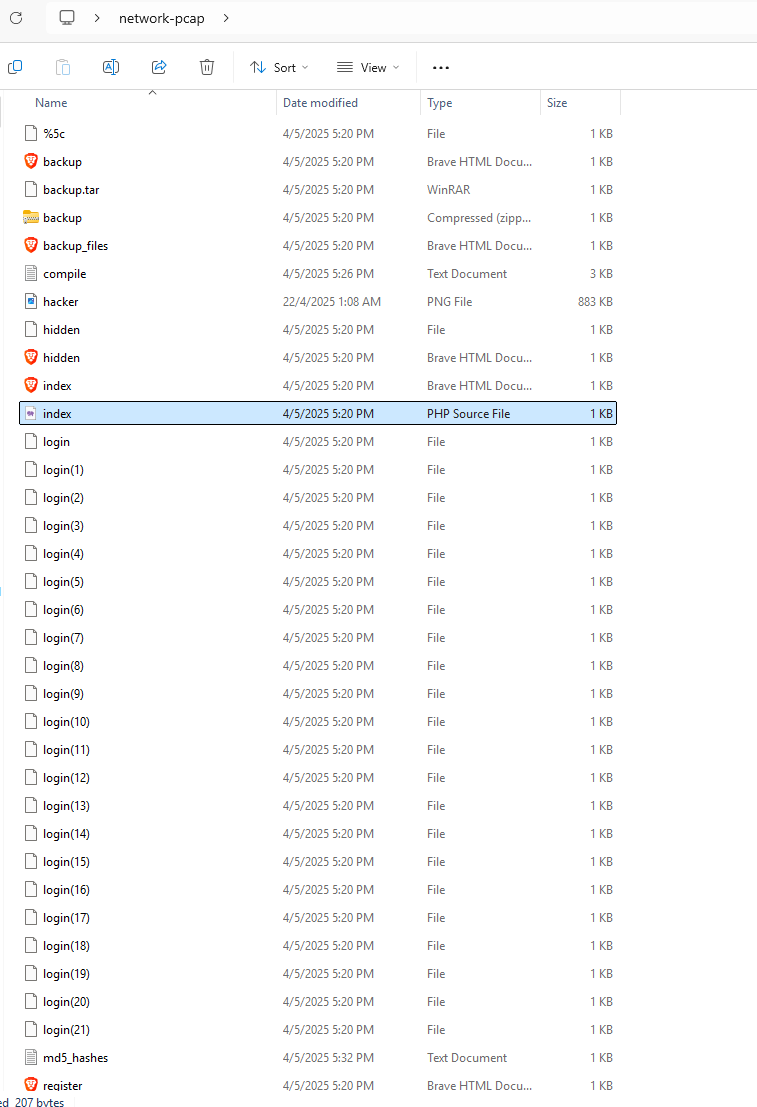 network-pcap
Sort View
Name Date modified Type Size
%5c 4/5/2025 5:20 PM File 1 KB
backup 4/5/2025 5:20 PM Brave HTML Docu... 1 KB
backup.tar 4/5/2025 5:20 PM WinRAR 1 KB
backup 4/5/2025 5:20 PM Compressed (zipp... 1 KB
backup_files 4/5/2025 5:20 PM Brave HTML Docu... 1 KB
compile 4/5/2025 5:26 PM Text Document 3 KB
hacker 22/4/2025 1:08 AM PNG File 883 KB
hidden 4/5/2025 5:20 PM File 1 KB
hidden 4/5/2025 5:20 PM Brave HTML Docu... 1 KB
index 4/5/2025 5:20 PM Brave HTML Docu... 1 KB
index 4/5/2025 5:20 PM PHP Source File 1 KB
login 4/5/2025 5:20 PM File 1 KB
login(1) 4/5/2025 5:20 PM File 1 KB
login(2) 4/5/2025 5:20 PM File 1 KB
login(3) 4/5/2025 5:20 PM File 1 KB
login(4) 4/5/2025 5:20 PM File 1 KB
login(5) 4/5/2025 5:20 PM File 1 KB
login(6) 4/5/2025 5:20 PM File 1 KB
login(7) 4/5/2025 5:20 PM File 1 KB
login(8) 4/5/2025 5:20 PM File 1 KB
login(9) 4/5/2025 5:20 PM File 1 KB
login(10) 4/5/2025 5:20 PM File 1 KB
login(11) 4/5/2025 5:20 PM File 1 KB
login(12) 4/5/2025 5:20 PM File 1 KB
login(13) 4/5/2025 5:20 PM File 1 KB
login(14) 4/5/2025 5:20 PM File 1 KB
login(15) 4/5/2025 5:20 PM File 1 KB
login(16) 4/5/2025 5:20 PM File 1 KB
login(17) 4/5/2025 5:20 PM File 1 KB
login(18) 4/5/2025 5:20 PM File 1 KB
login(19) 4/5/2025 5:20 PM File 1 KB
login(20) 4/5/2025 5:20 PM File 1 KB
login(21) 4/5/2025 5:20 PM File 1 KB
md5_hashes 4/5/2025 5:32 PM Text Document 1 KB
register 4/5/2025 5:20 PM Brave HTML Docu... 1 KB
ed 207 bytes